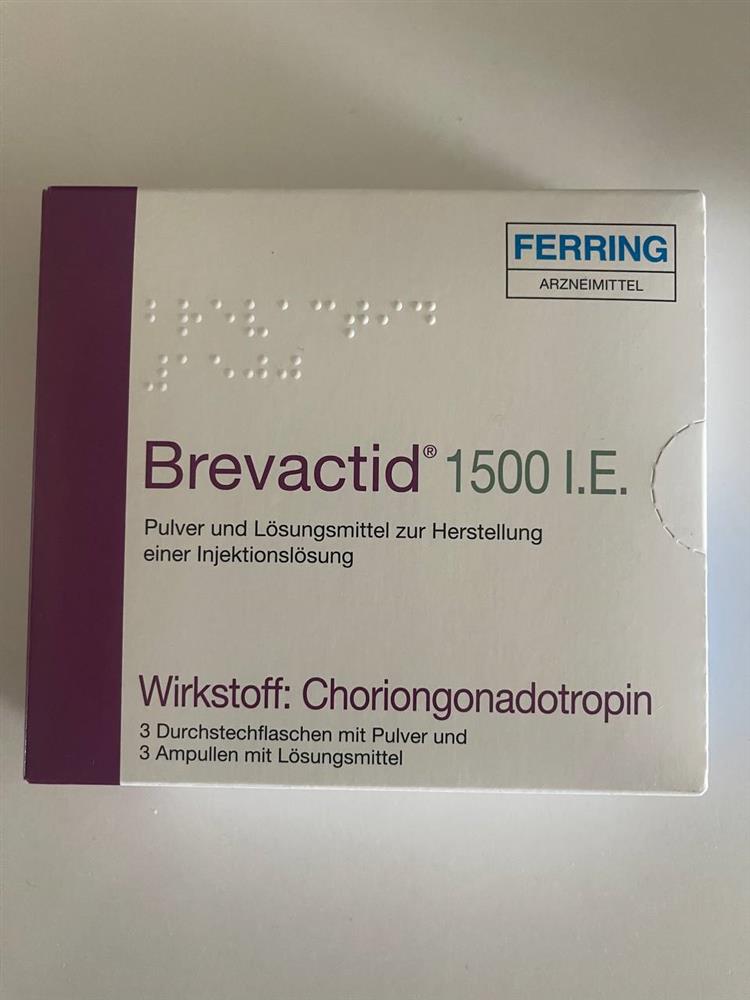 FERRING
ARZNEIMITTEL
Brevactid® 1500 I.E.
Pulver und Lösungsmittel zur Herstellung
einer Injektionslösung
Wirkstoff: Choriongonadotropin
3 Durchstechflaschen mit Pulver und
3 Ampullen mit Lösungsmittel